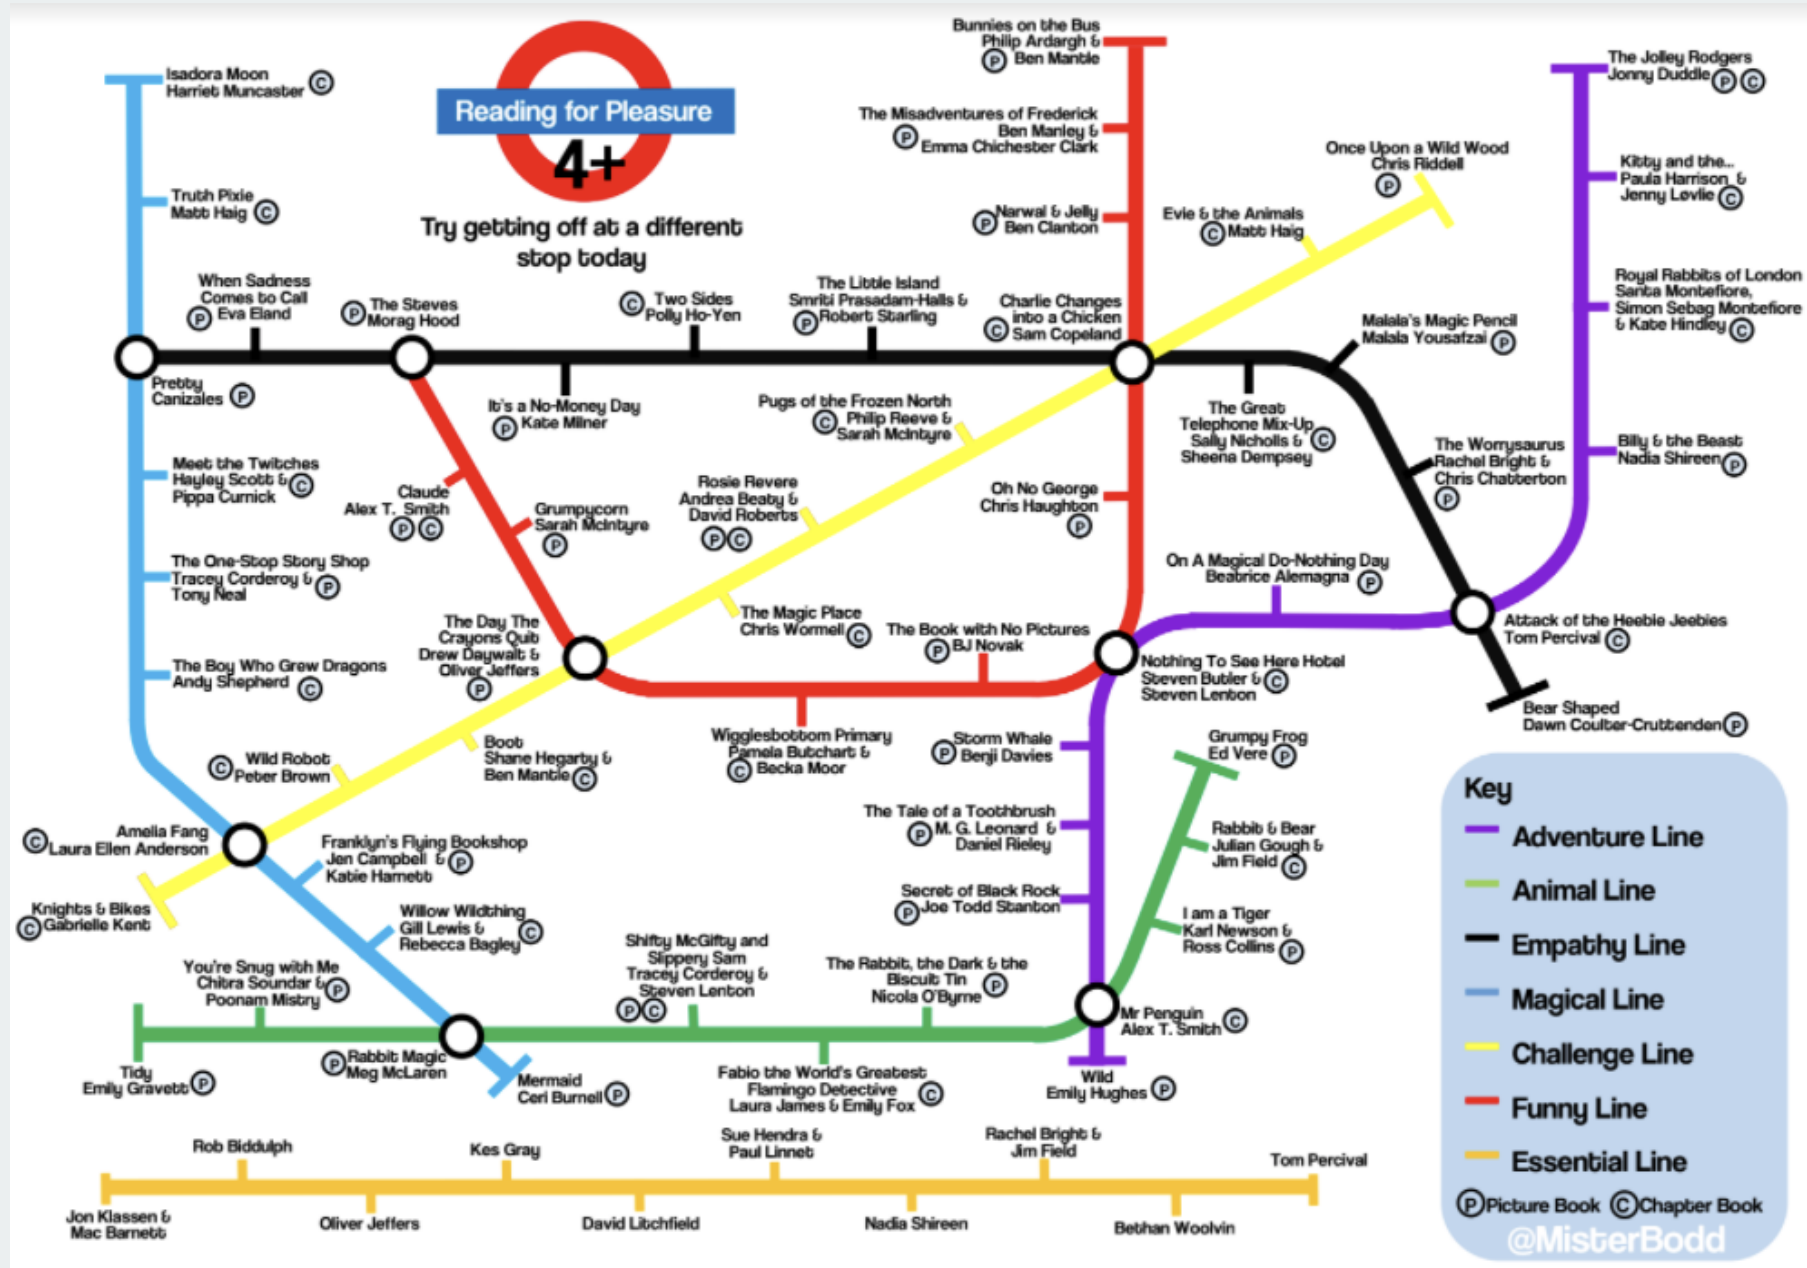 Reading for Pleasure
4+
Try getting off at a different
stop today
Isadora Moon
Harriet Muncaster C
Truth Pixie
Matt Haig C
When Sadness
Comes to Call
P Eva Eland
P The Steves
Morag Hood
C Two Sides
Polly Ho-Yen
The Little Island
Smriti Prasadam-Halls &
P Robert Starling
Charlie Changes
into a Chicken
C Sam Copeland
Bunnies on the Bus
Philip Ardargh &
P Ben Mantle
The Misadventures of Frederick
Ben Manley &
P Emma Chichester Clark
P Narwal & Jelly
Ben Clanton
Evie & the Animals
C Matt Haig
Once Upon a Wild Wood
Chris Riddell
P
The Jolley Rodgers
Jonny Duddle P C
Kitty and the...
Paula Harrison &
Jenny Løvlie C
Royal Rabbits of London
Santa Montefiore,
Simon Sebag Montefiore
& Kate Hindley C
Malala's Magic Pencil
Malala Yousafzai P
Billy & the Beast
Nadia Shireen P
Pretty
Canizales P
It's a No-Money Day
P Kate Milner
Pugs of the Frozen North
C Philip Reeve &
Sarah McIntyre
The Great
Telephone Mix-Up
Sally Nicholls & C
Sheena Dempsey
The Worrysaurus
Rachel Bright &
Chris Chatterton
P
Meet the Twitches
Hayley Scott & C
Pippa Curnick
Claude
Alex T. Smith
P C
Grumpycorn
Sarah McIntyre
P
Rosie Revere
Andrea Beaty &
David Roberts
P C
Oh No George
Chris Haughton
P
The One-Stop Story Shop
Tracey Corderoy & P
Tony Neal
The Day The
Crayons Quit
Drew Daywalt &
Oliver Jeffers
P
The Magic Place
Chris Wormell C
The Book with No Pictures
P BJ Novak
On A Magical Do-Nothing Day
Beatrice Alemagna P
Attack of the Heebie Jeebies
Tom Percival C
Nothing To See Here Hotel
Steven Butler & C
Steven Lenton
Bear Shaped
Dawn Coulter-Cruttenden P
The Boy Who Grew Dragons
Andy Shepherd C
C Wild Robot
Peter Brown
Boot
Shane Hegarty &
Ben Mantle C
Wigglesbottom Primary
Pamela Butchart &
C Becka Moor
P Storm Whale
Benji Davies
Grumpy Frog
Ed Vere P
The Tale of a Toothbrush
P M. G. Leonard &
Daniel Rieley
Rabbit & Bear
Julian Gough &
Jim Field C
Amelia Fang
C Laura Ellen Anderson
Franklyn's Flying Bookshop
Jen Campbell & P
Katie Harnett
Secret of Black Rock
P Joe Todd Stanton
I am a Tiger
Karl Newson &
Ross Collins P
Knights & Bikes
C Gabrielle Kent
Willow Wildthing
Gill Lewis & C
Rebecca Bagley
You're Snug with Me
Chitra Soundar & P
Poonam Mistry
Shifty McGifty and
Slippery Sam
Tracey Corderoy &
Steven Lenton
P C
The Rabbit, the Dark & the
Biscuit Tin P
Nicola O'Byrne
Mr Penguin
Alex T. Smith C
Tidy
Emily Gravett P
P Rabbit Magic
Meg McLaren
Mermaid
Ceri Burnell P
Fabio the World's Greatest
Flamingo Detective C
Laura James & Emily Fox
Wild
Emily Hughes P
Key
Adventure Line
Animal Line
Empathy Line
Magical Line
Challenge Line
Funny Line
Essential Line
P Picture Book C Chapter Book
@MisterBodd
Jon Klassen &
Mac Barnett
Rob Biddulph
Oliver Jeffers
Kes Gray
David Litchfield
Sue Hendra &
Paul Linnet
Nadia Shireen
Rachel Bright &
Jim Field
Bethan Woolvin
Tom Percival